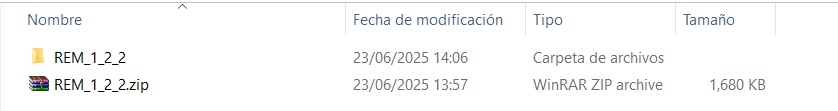 Nombre Fecha de modificación Tipo Tamaño
REM_1_2_2 23/06/2025 14:06 Carpeta de archivos
REM_1_2_2.zip 23/06/2025 13:57 WinRAR ZIP archive 1,680 KB